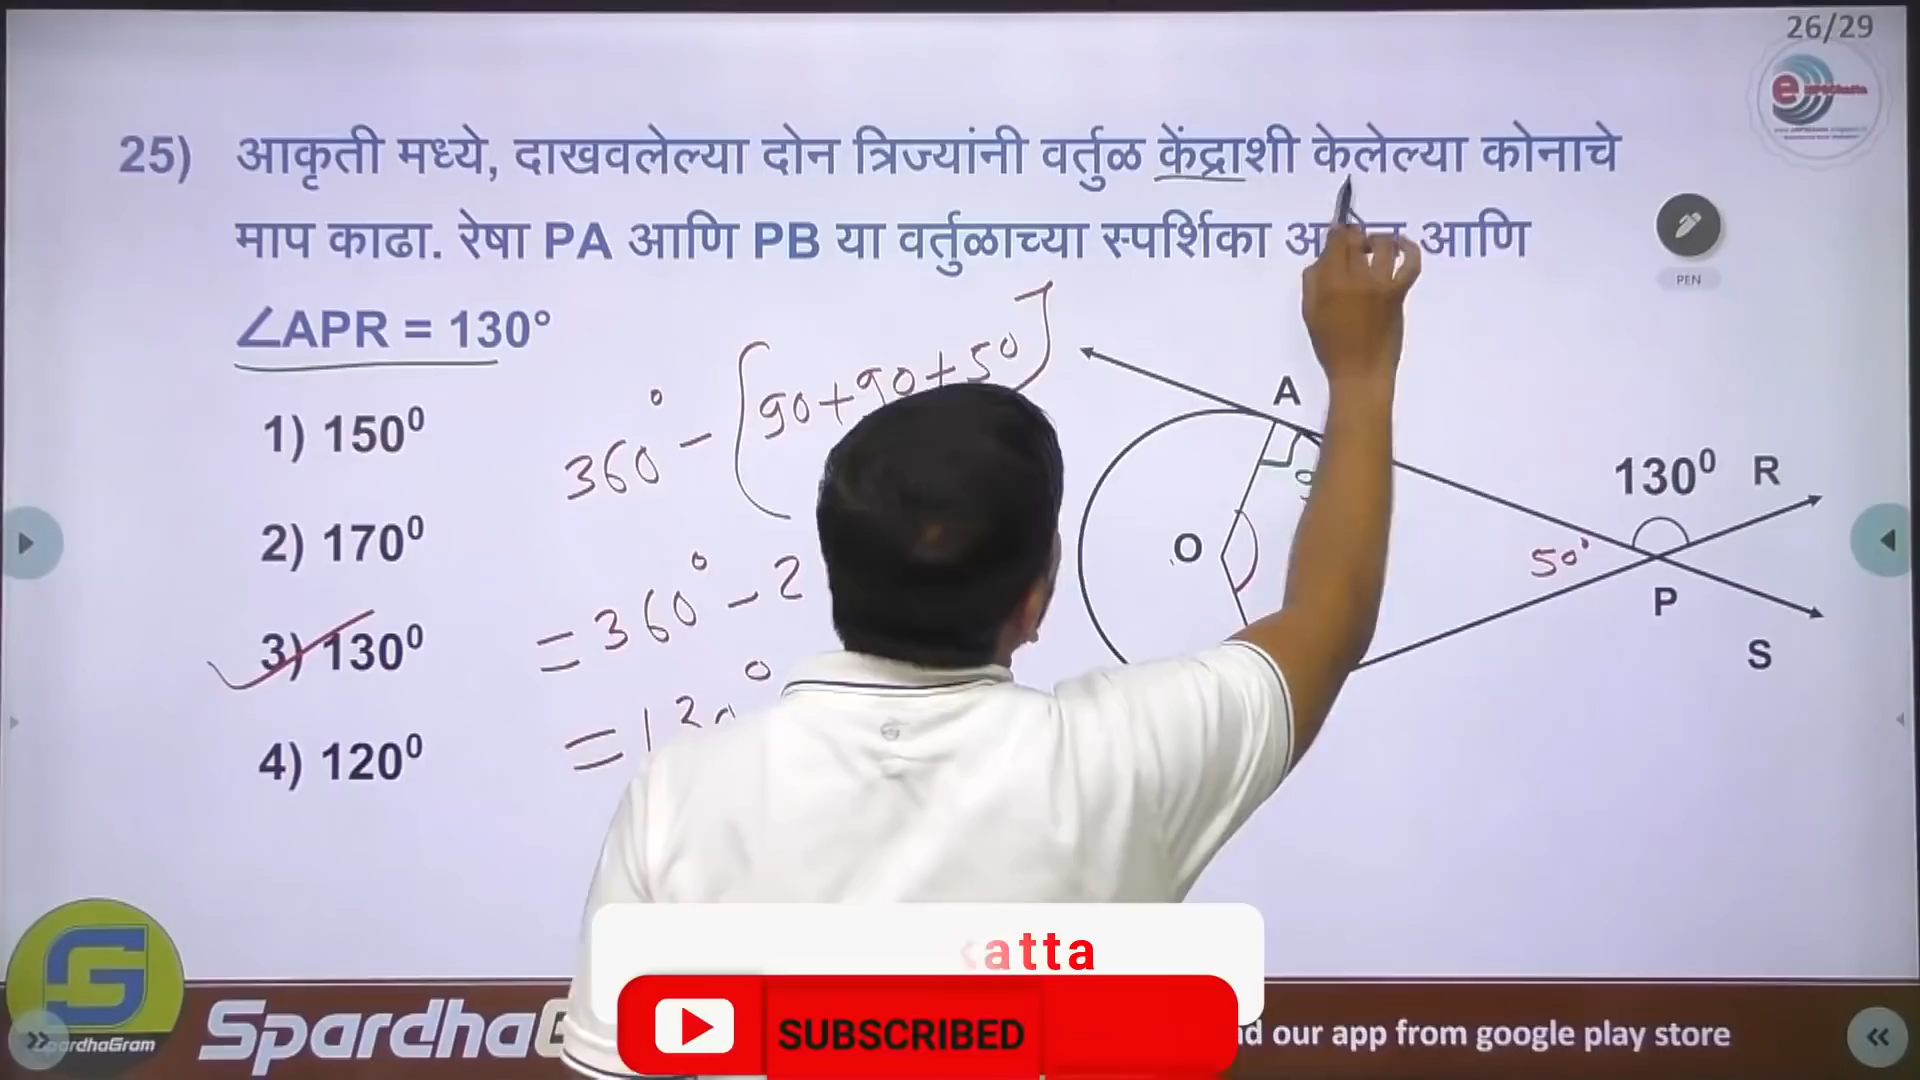 26/29
25) आकृती मध्ये, दाखवलेल्या दोन त्रिज्यांनी वर्तुळ केंद्राशी केलेल्या कोनाचे
माप काढा. रेषा PA आणि PB या वर्तुळाच्या स्पर्शिका आणि
PEN
∠APR = 130°
1) 150⁰
2) 170⁰
3) 130⁰
4) 120⁰
360° - [90+90+50]
= 360° - 2
= 130°
A
O
130⁰ R
50°
P
S
SpardhaGram
Spardha
atta
SUBSCRIBED
d our app from google play store